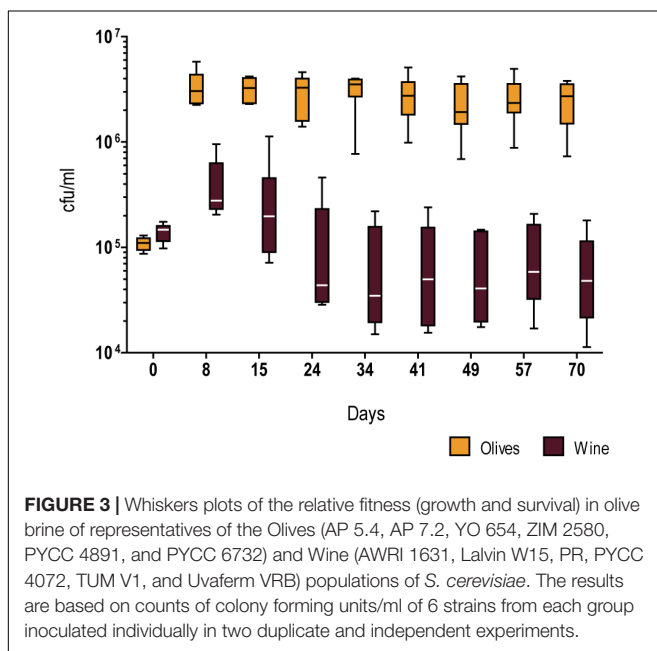 10⁷
10⁶
cfu/ml
10⁵
10⁴
0 8 15 24 34 41 49 57 70
Days
Olives Wine
FIGURE 3 | Whiskers plots of the relative fitness (growth and survival) in olive
brine of representatives of the Olives (AP 5.4, AP 7.2, YO 654, ZIM 2580,
PYCC 4891, and PYCC 6732) and Wine (AWRI 1631, Lalvin W15, PR, PYCC
4072, TUM V1, and Uvaferm VRB) populations of S. cerevisiae. The results
are based on counts of colony forming units/ml of 6 strains from each group
inoculated individually in two duplicate and independent experiments.